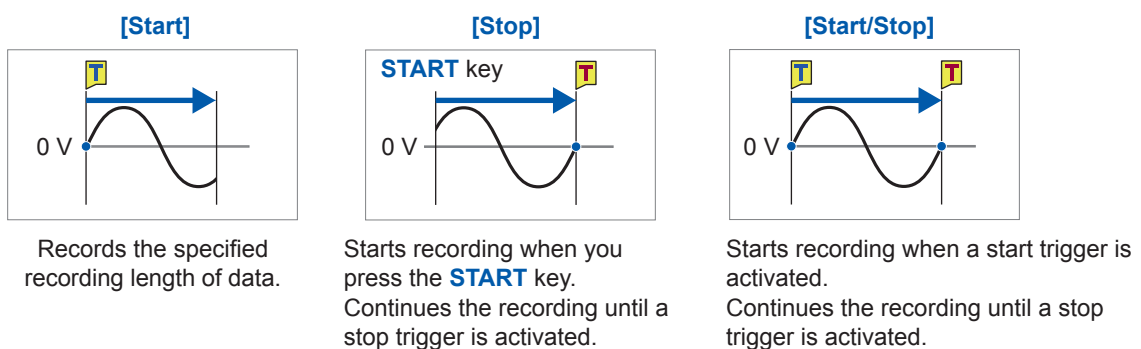 [Start]
T
0 V
Records the specified
recording length of data.
[Stop]
START key
T
0 V
Starts recording when you
press the START key.
Continues the recording until a
stop trigger is activated.
[Start/Stop]
T
T
0 V
Starts recording when a start trigger is
activated.
Continues the recording until a stop
trigger is activated.